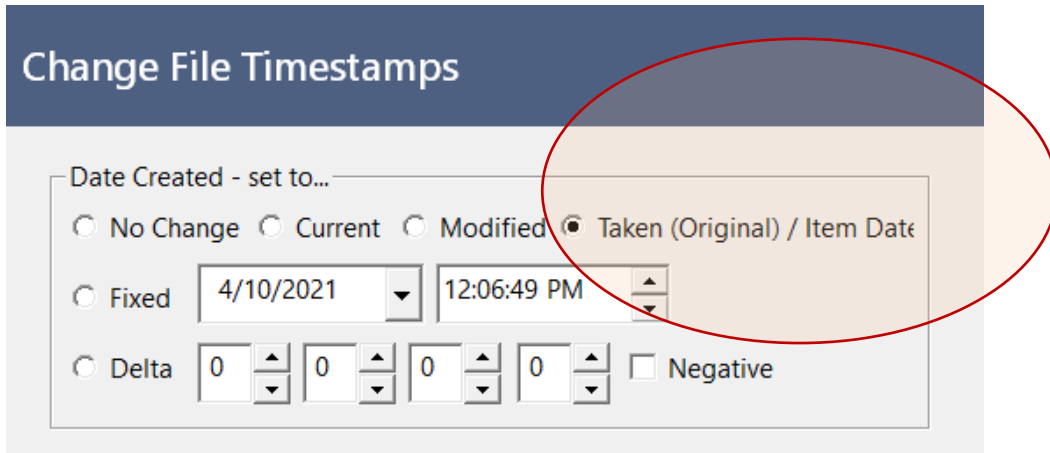 Change File Timestamps
Date Created - set to...
No Change Current Modified Taken (Original) / Item Date
Fixed 4/10/2021 12:06:49 PM
Delta 0 0 0 0 Negative